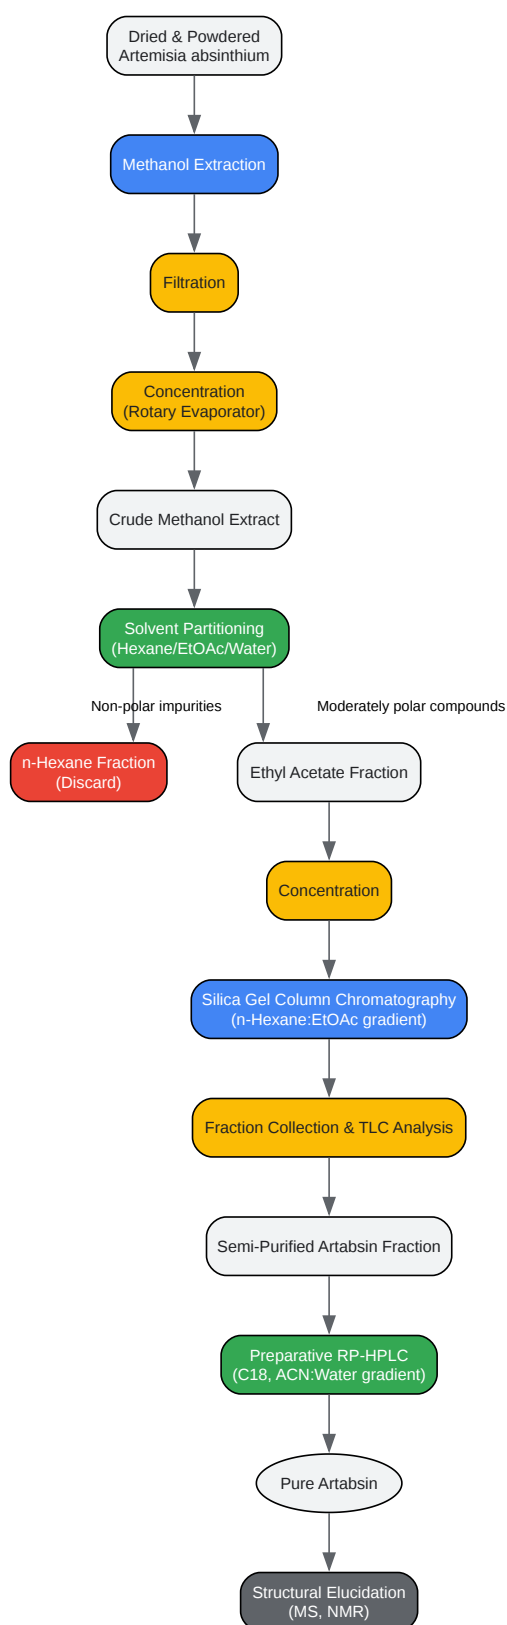 Dried & Powdered
Artemisia absinthium
Methanol Extraction
Filtration
Concentration
(Rotary Evaporator)
Crude Methanol Extract
Solvent Partitioning
(Hexane/EtOAc/Water)
Non-polar impurities
Moderately polar compounds
n-Hexane Fraction
(Discard)
Ethyl Acetate Fraction
Concentration
Silica Gel Column Chromatography
(n-Hexane:EtOAc gradient)
Fraction Collection & TLC Analysis
Semi-Purified Artabsin Fraction
Preparative RP-HPLC
(C18, ACN:Water gradient)
Pure Artabsin
Structural Elucidation
(MS, NMR)